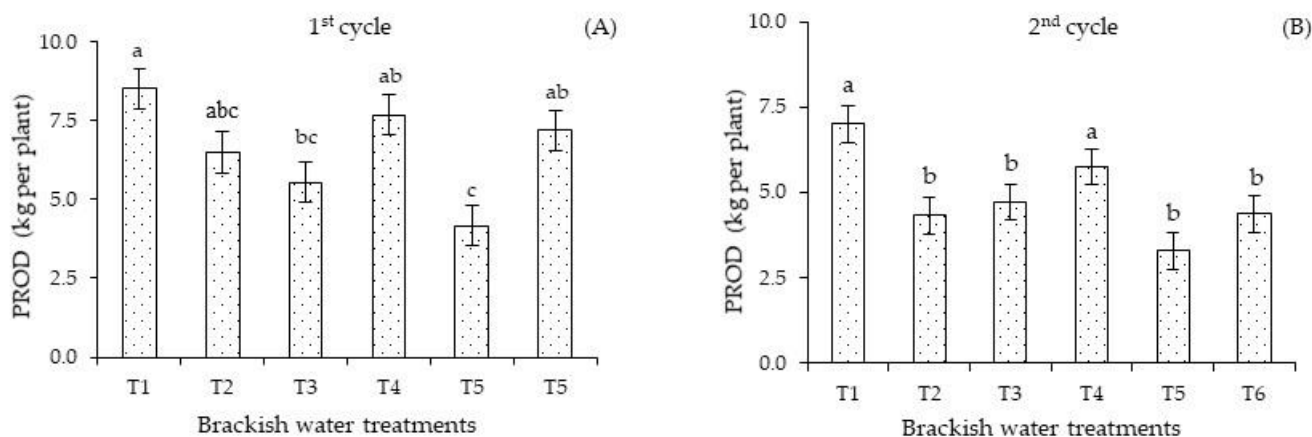 1st cycle (A)
10.0
7.5
5.0
2.5
0.0
PROD (kg per plant)
a
abc
bc
ab
c
ab
T1 T2 T3 T4 T5 T5
Brackish water treatments
2nd cycle (B)
10.0
7.5
5.0
2.5
0.0
PROD (kg per plant)
a
b
b
a
b
b
T1 T2 T3 T4 T5 T6
Brackish water treatments